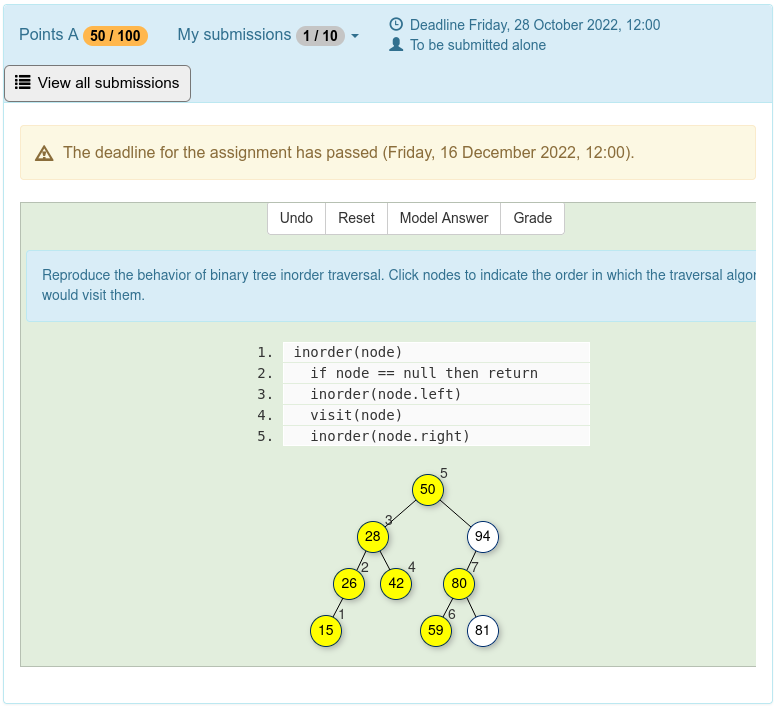 Points A 50 / 100 My submissions 1 / 10
Deadline Friday, 28 October 2022, 12:00
To be submitted alone
View all submissions
The deadline for the assignment has passed (Friday, 16 December 2022, 12:00).
Undo Reset Model Answer Grade
Reproduce the behavior of binary tree inorder traversal. Click nodes to indicate the order in which the traversal algor
would visit them.
1. inorder(node)
2. if node == null then return
3. inorder(node.left)
4. visit(node)
5. inorder(node.right)
5
50
3
28 94
2 4 7
26 42 80
1 6
15 59 81